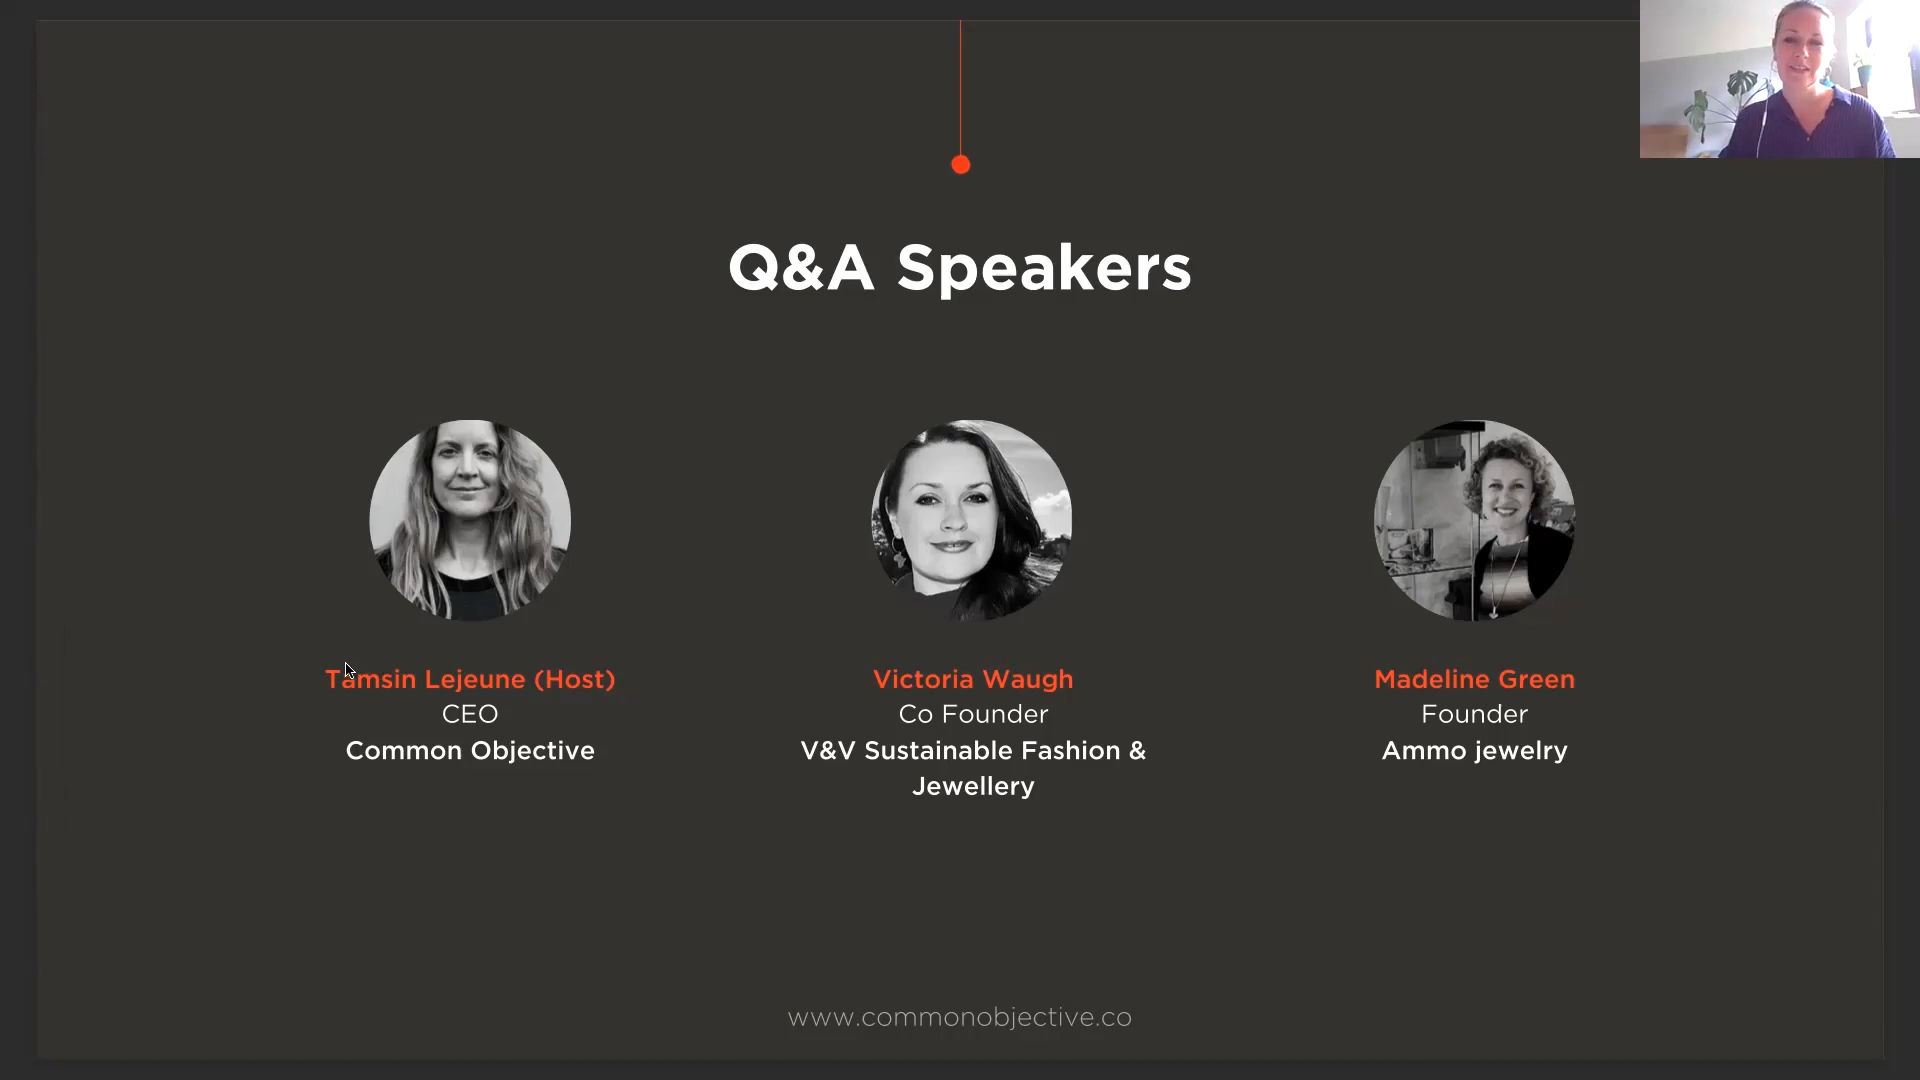 Q&A Speakers
Tamsin Lejeune (Host)
CEO
Common Objective
Victoria Waugh
Co Founder
V&V Sustainable Fashion &
Jewellery
Madeline Green
Founder
Ammo jewelry
www.commonobjective.co